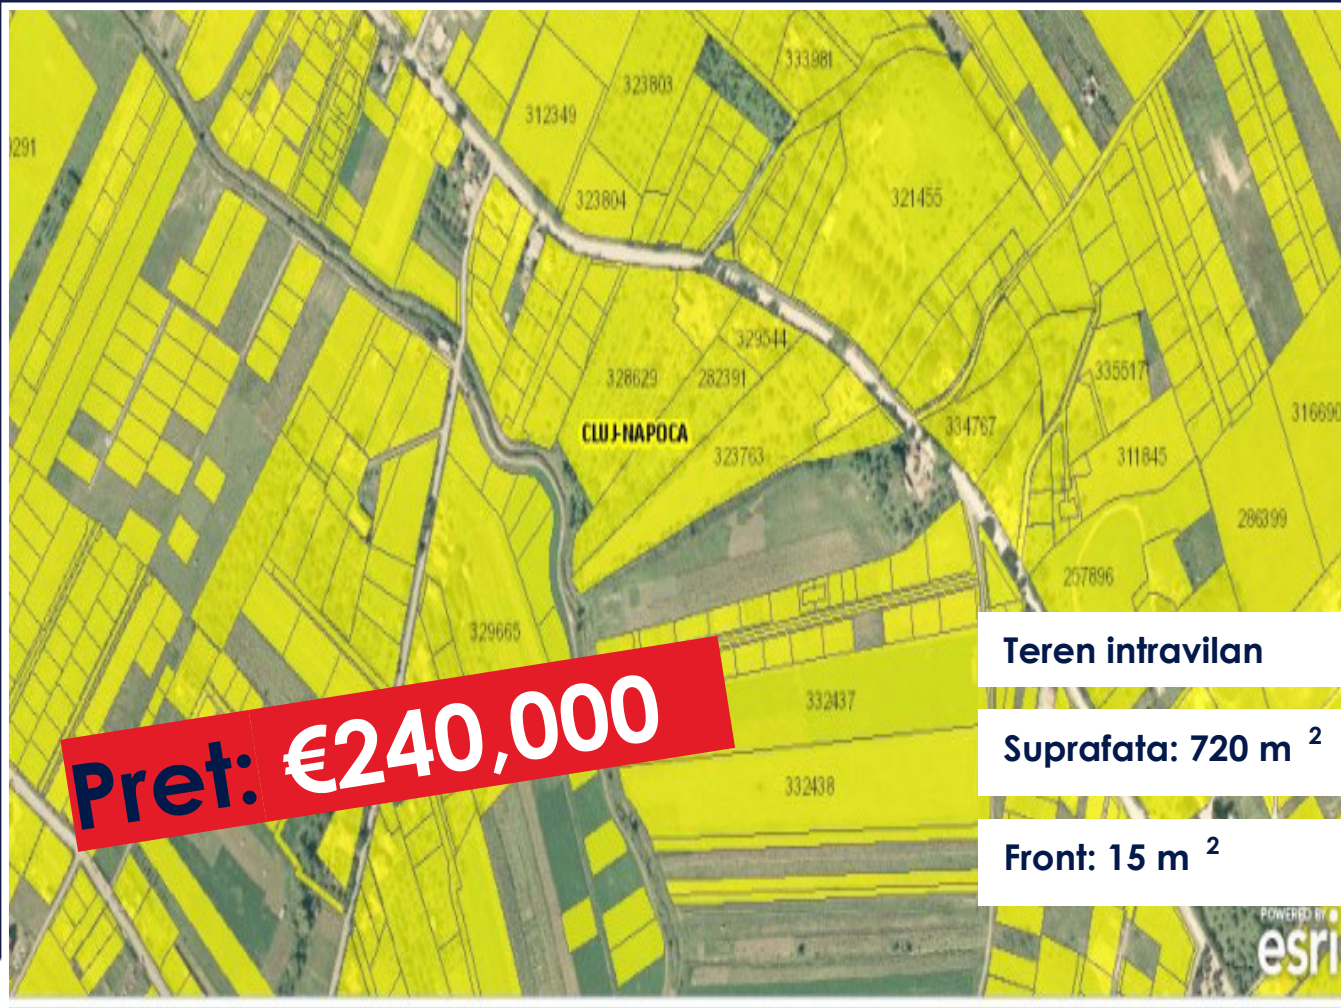 333981
323803
312349
291
323804
321455
329544
328629
282391
335517
316690
CLUJ-NAPOCA
334767
323763
311845
286399
257896
329665
Teren intravilan
332437
Pret: €240,000
Suprafata: 720 m ²
332438
Front: 15 m ²
POWERED BY
esri